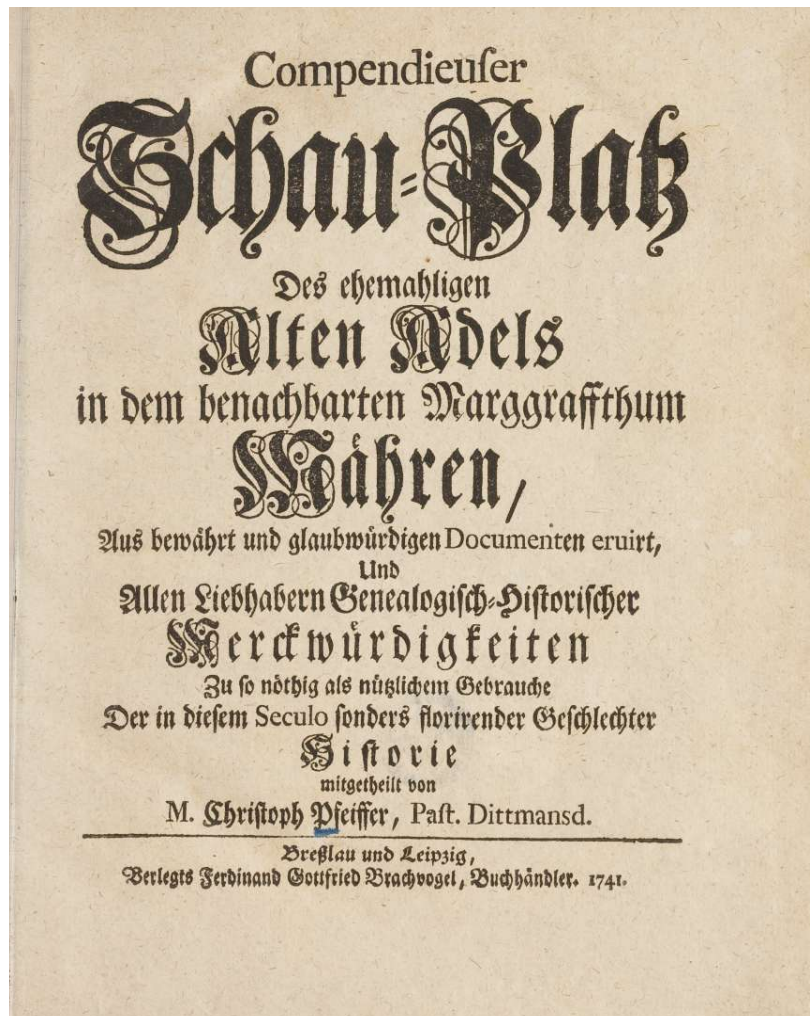 Compendieuſer
Schau-Platz
Des ehemahligen
Alten Adels
in dem benachbarten Marggraffthum
Mähren,
Aus bewährt und glaubwürdigen Documenten eruirt,
Und
Allen Liebhabern Genealogiſch-Hiſtoriſcher
Merckwürdigkeiten
Zu ſo nöthig als nützlichem Gebrauche
Der in dieſem Seculo ſonders florirender Geſchlechter
Hiſtorie
mitgetheilt von
M. Chriſtoph Pfeiffer, Paſt. Dittmansd.
Breßlau und Leipzig,
Verlegts Ferdinand Gottfried Brachvogel, Buchhändler. 1741.